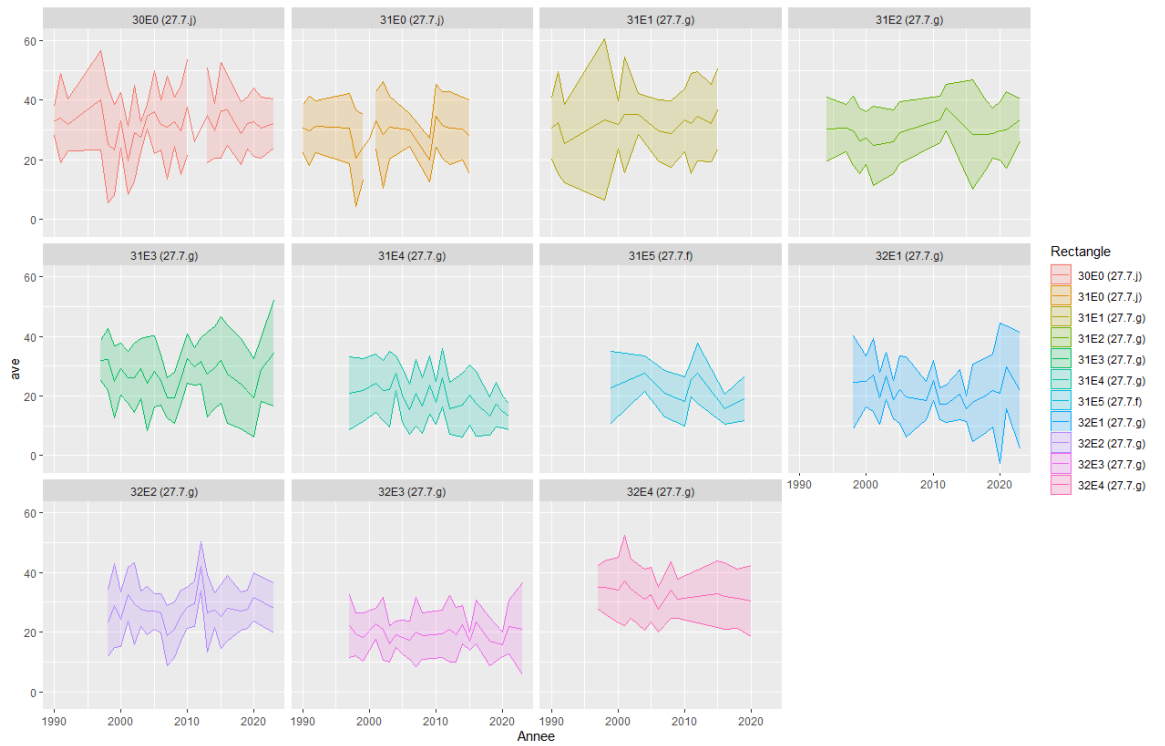 30E0 (27.7.j)
31E0 (27.7.j)
31E1 (27.7.g)
31E2 (27.7.g)
60
40
20
0
31E3 (27.7.g)
31E4 (27.7.g)
31E5 (27.7.f)
32E1 (27.7.g)
60
40
20
0
1990
2000
2010
2020
32E2 (27.7.g)
32E3 (27.7.g)
32E4 (27.7.g)
60
40
20
0
1990
2000
2010
2020
1990
2000
2010
2020
1990
2000
2010
2020
ave
Annee
Rectangle
30E0 (27.7.j)
31E0 (27.7.j)
31E1 (27.7.g)
31E2 (27.7.g)
31E3 (27.7.g)
31E4 (27.7.g)
31E5 (27.7.f)
32E1 (27.7.g)
32E2 (27.7.g)
32E3 (27.7.g)
32E4 (27.7.g)